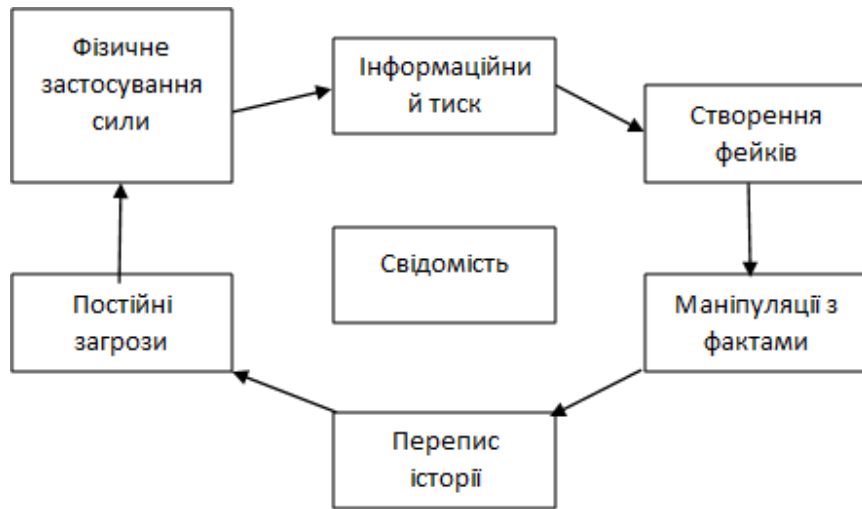 Фізичне
застосування
сили
Інформаційни
й тиск
Створення
фейків
Свідомість
Постійні
загрози
Маніпуляції з
фактами
Перепис
історії